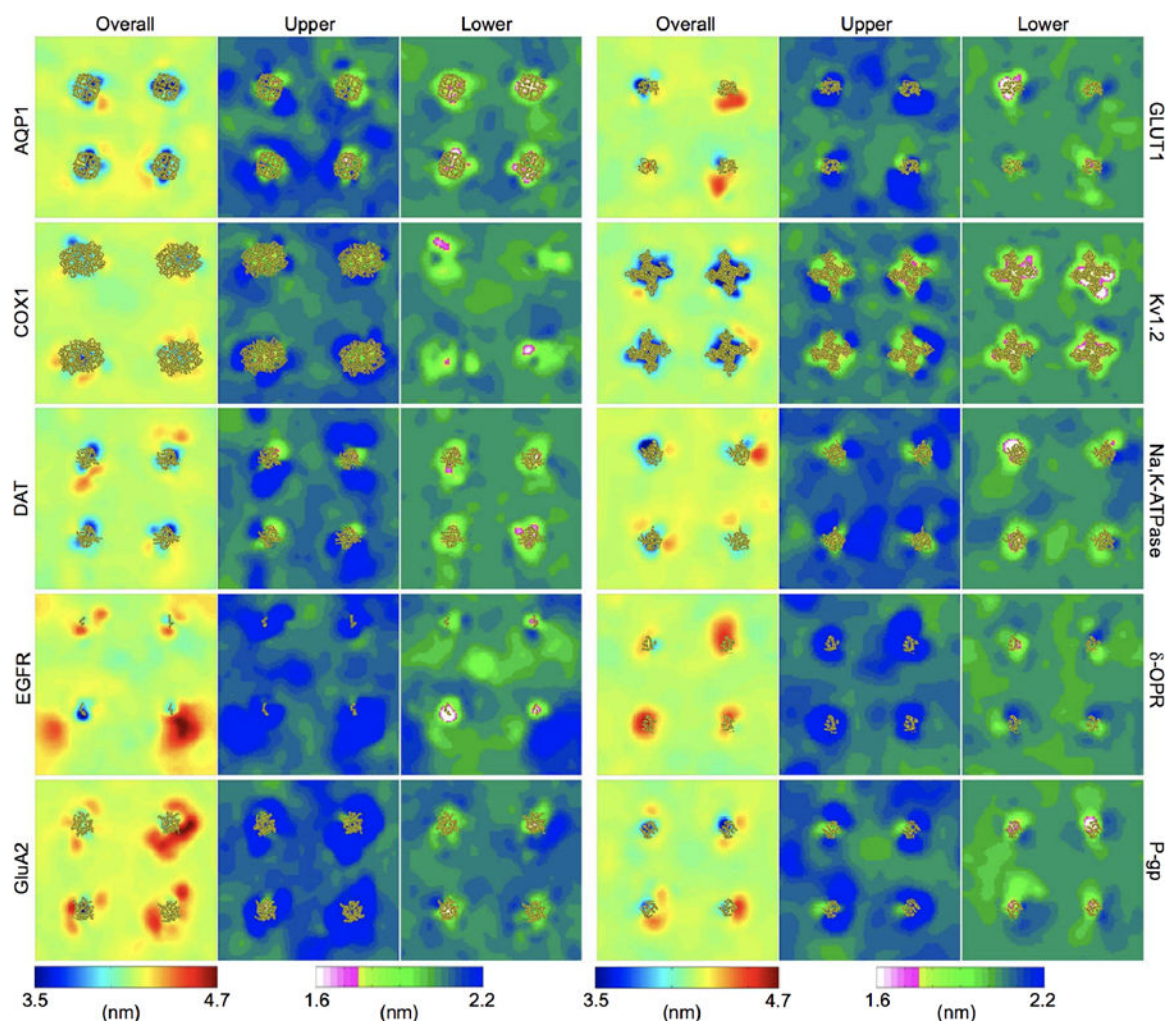 Overall Upper Lower Overall Upper Lower
AQP1 GLUT1
COX1 Kv1.2
DAT Na,K-ATPase
EGFR δ-OPR
GluA2 P-gp
3.5 4.7 1.6 2.2 3.5 4.7 1.6 2.2
(nm) (nm) (nm) (nm)